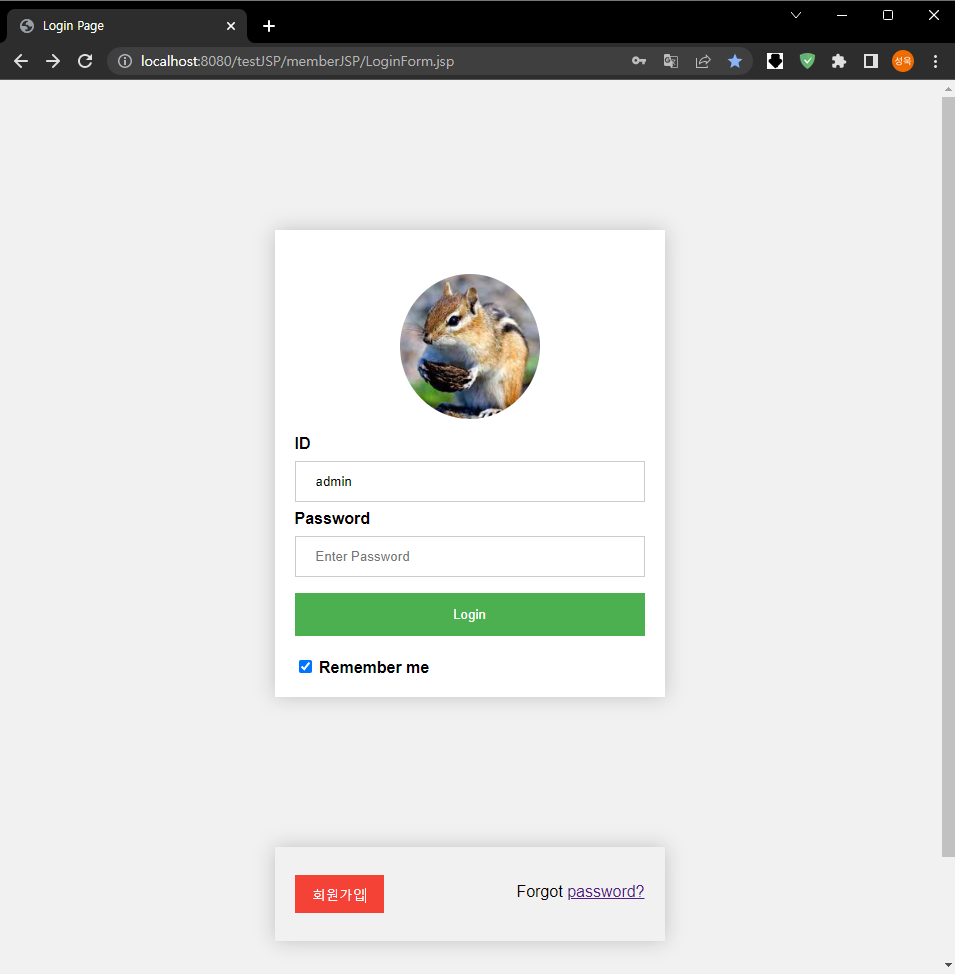 Login Page
localhost:8080/testJSP/memberJSP/LoginForm.jsp
성욱
ID
admin
Password
Enter Password
Login
Remember me
회원가입
Forgot password?